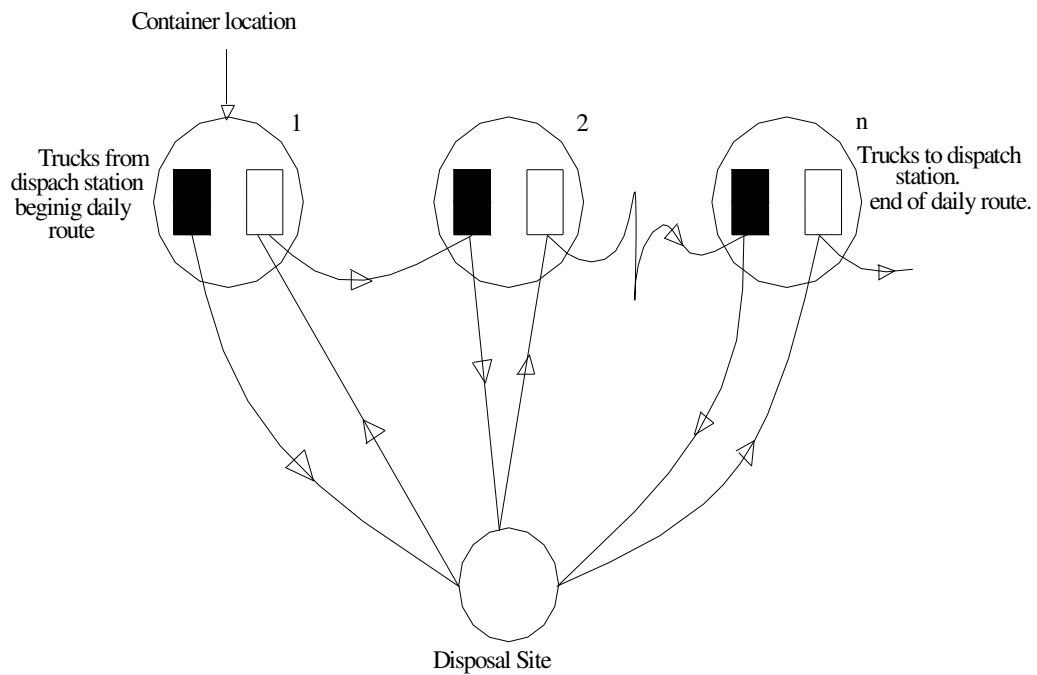 Container location
1
2
n
Trucks from
dispach station
beginig daily
route
Trucks to dispatch
station.
end of daily route.
Disposal Site